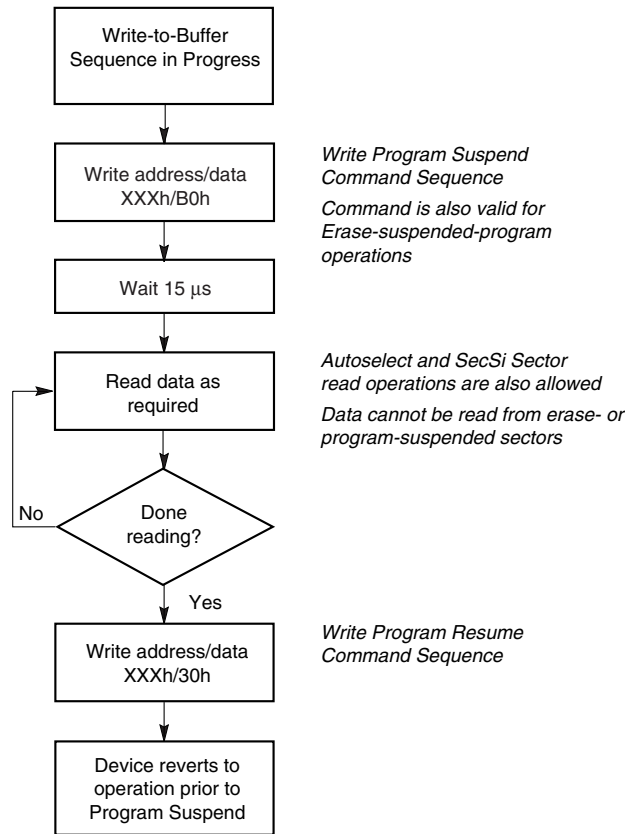 Write-to-Buffer
Sequence in Progress
Write address/data
XXXh/B0h
Write Program Suspend
Command Sequence
Command is also valid for
Erase-suspended-program
operations
Wait 15 μs
Read data as
required
Autoselect and SecSi Sector
read operations are also allowed
Data cannot be read from erase- or
program-suspended sectors
No
Done
reading?
Yes
Write address/data
XXXh/30h
Write Program Resume
Command Sequence
Device reverts to
operation prior to
Program Suspend